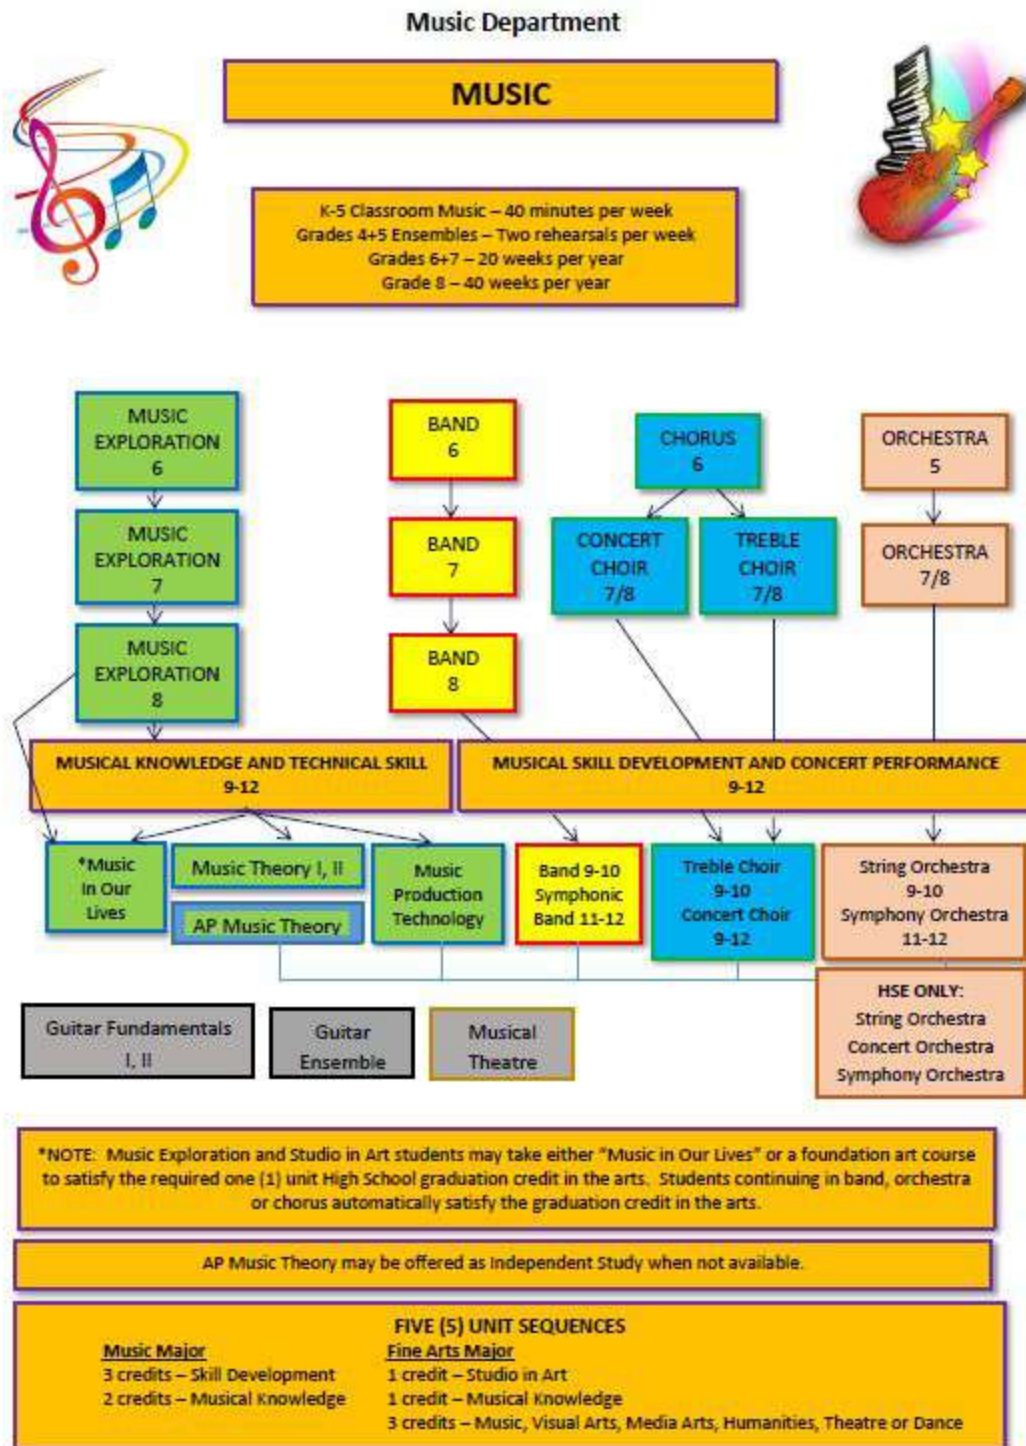 Music Department
MUSIC
K-5 Classroom Music – 40 minutes per week
Grades 4+5 Ensembles – Two rehearsals per week
Grades 6+7 – 20 weeks per year
Grade 8 – 40 weeks per year
MUSIC
EXPLORATION
6
BAND
6
CHORUS
6
ORCHESTRA
5
MUSIC
EXPLORATION
7
BAND
7
CONCERT
CHOIR
7/8
TREBLE
CHOIR
7/8
ORCHESTRA
7/8
MUSIC
EXPLORATION
8
BAND
8
MUSICAL KNOWLEDGE AND TECHNICAL SKILL
9-12
MUSICAL SKILL DEVELOPMENT AND CONCERT PERFORMANCE
9-12
*Music
In Our
Lives
Music Theory I, II
AP Music Theory
Music
Production
Technology
Band 9-10
Symphonic
Band 11-12
Treble Choir
9-10
Concert Choir
9-12
String Orchestra
9-10
Symphony Orchestra
11-12
HSE ONLY:
String Orchestra
Concert Orchestra
Symphony Orchestra
Guitar Fundamentals
I, II
Guitar
Ensemble
Musical
Theatre
*NOTE: Music Exploration and Studio in Art students may take either "Music in Our Lives" or a foundation art course
to satisfy the required one (1) unit High School graduation credit in the arts. Students continuing in band, orchestra
or chorus automatically satisfy the graduation credit in the arts.
AP Music Theory may be offered as Independent Study when not available.
FIVE (5) UNIT SEQUENCES
Music Major
3 credits – Skill Development
2 credits – Musical Knowledge
Fine Arts Major
1 credit – Studio in Art
1 credit – Musical Knowledge
3 credits – Music, Visual Arts, Media Arts, Humanities, Theatre or Dance